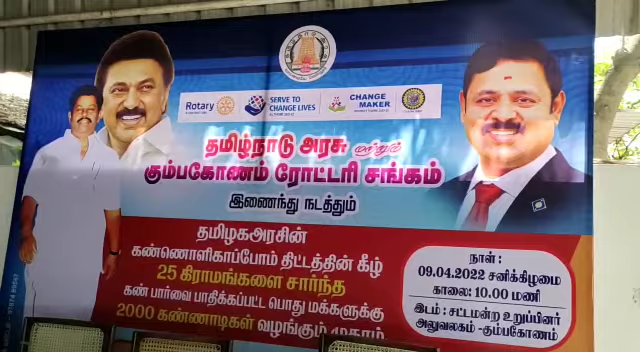 Rotary
SERVE TO
CHANGE LIVES
CHANGE
MAKER
தமிழ்நாடு அரசு மற்றும்
கும்பகோணம் ரோட்டரி சங்கம்
இணைந்து நடத்தும்
தமிழகஅரசின்
கண்ணொளிகாப்போம் திட்டத்தின் கீழ்
25 கிராமங்களை சார்ந்த
கண் பார்வை பாதிக்கப்பட்ட பொது மக்களுக்கு
2000 கண்ணாடிகள் வழங்கும் முகாம்
நாள் :
09.04.2022 சனிக்கிழமை
காலை: 10.00 மணி
இடம் : சட்டமன்ற உறுப்பினர்
அலுவலகம் -கும்பகோணம்